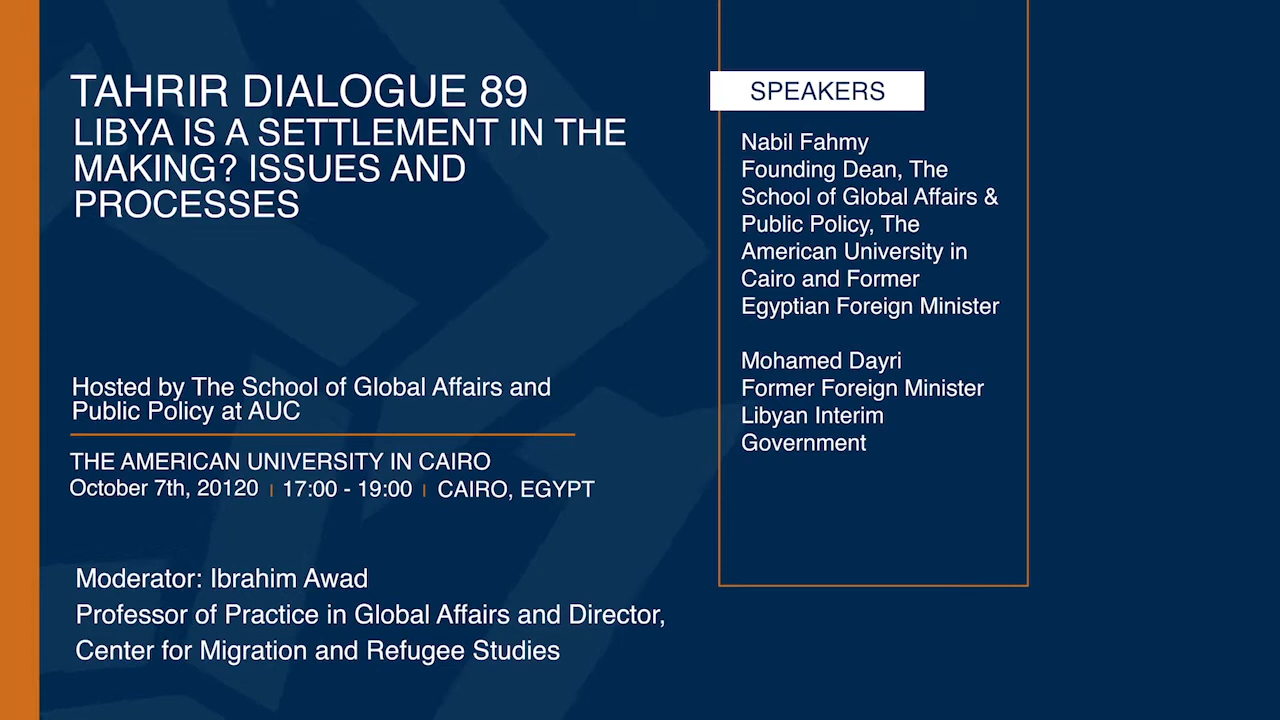 TAHRIR DIALOGUE 89
LIBYA IS A SETTLEMENT IN THE
MAKING? ISSUES AND
PROCESSES
Hosted by The School of Global Affairs and
Public Policy at AUC
THE AMERICAN UNIVERSITY IN CAIRO
October 7th, 20120 | 17:00 - 19:00 | CAIRO, EGYPT
Moderator: Ibrahim Awad
Professor of Practice in Global Affairs and Director,
Center for Migration and Refugee Studies
SPEAKERS
Nabil Fahmy
Founding Dean, The
School of Global Affairs &
Public Policy, The
American University in
Cairo and Former
Egyptian Foreign Minister
Mohamed Dayri
Former Foreign Minister
Libyan Interim
Government